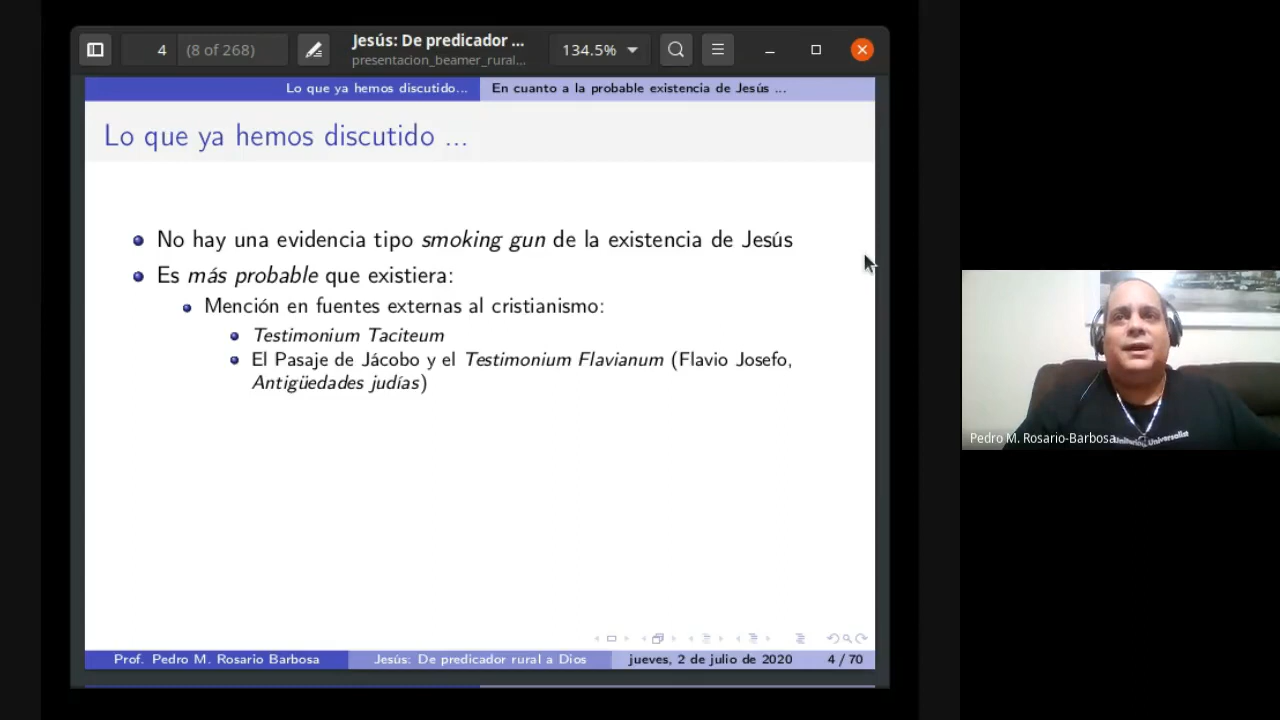 4
(8 of 268)
Jesús: De predicador ...
presentacion_beamer_rural...
134.5%
Lo que ya hemos discutido...
En cuanto a la probable existencia de Jesús ...
Lo que ya hemos discutido ...
No hay una evidencia tipo smoking gun de la existencia de Jesús
Es más probable que existiera:
Mención en fuentes externas al cristianismo:
Testimonium Taciteum
El Pasaje de Jácobo y el Testimonium Flavianum (Flavio Josefo,
Antigüedades judías)
Prof. Pedro M. Rosario Barbosa
Jesús: De predicador rural a Dios
jueves, 2 de julio de 2020
4 / 70
Pedro M. Rosario-Barbosa
Universalist